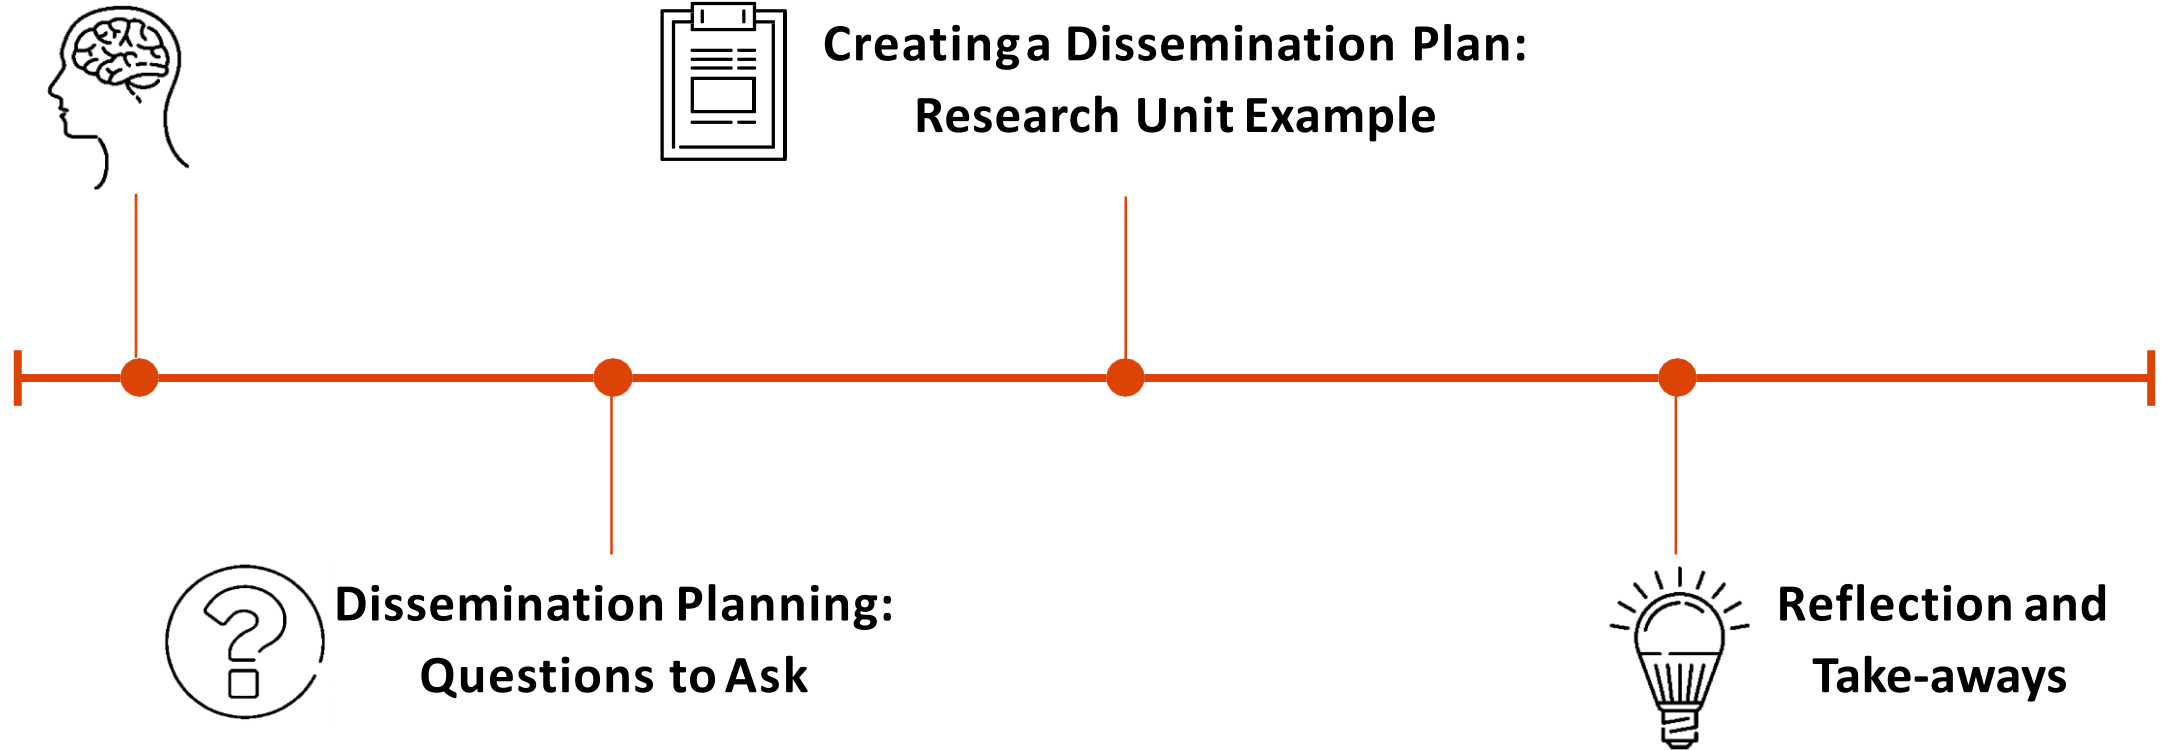 Creating a Dissemination Plan:
Research Unit Example
Dissemination Planning:
Questions to Ask
Reflection and
Take-aways